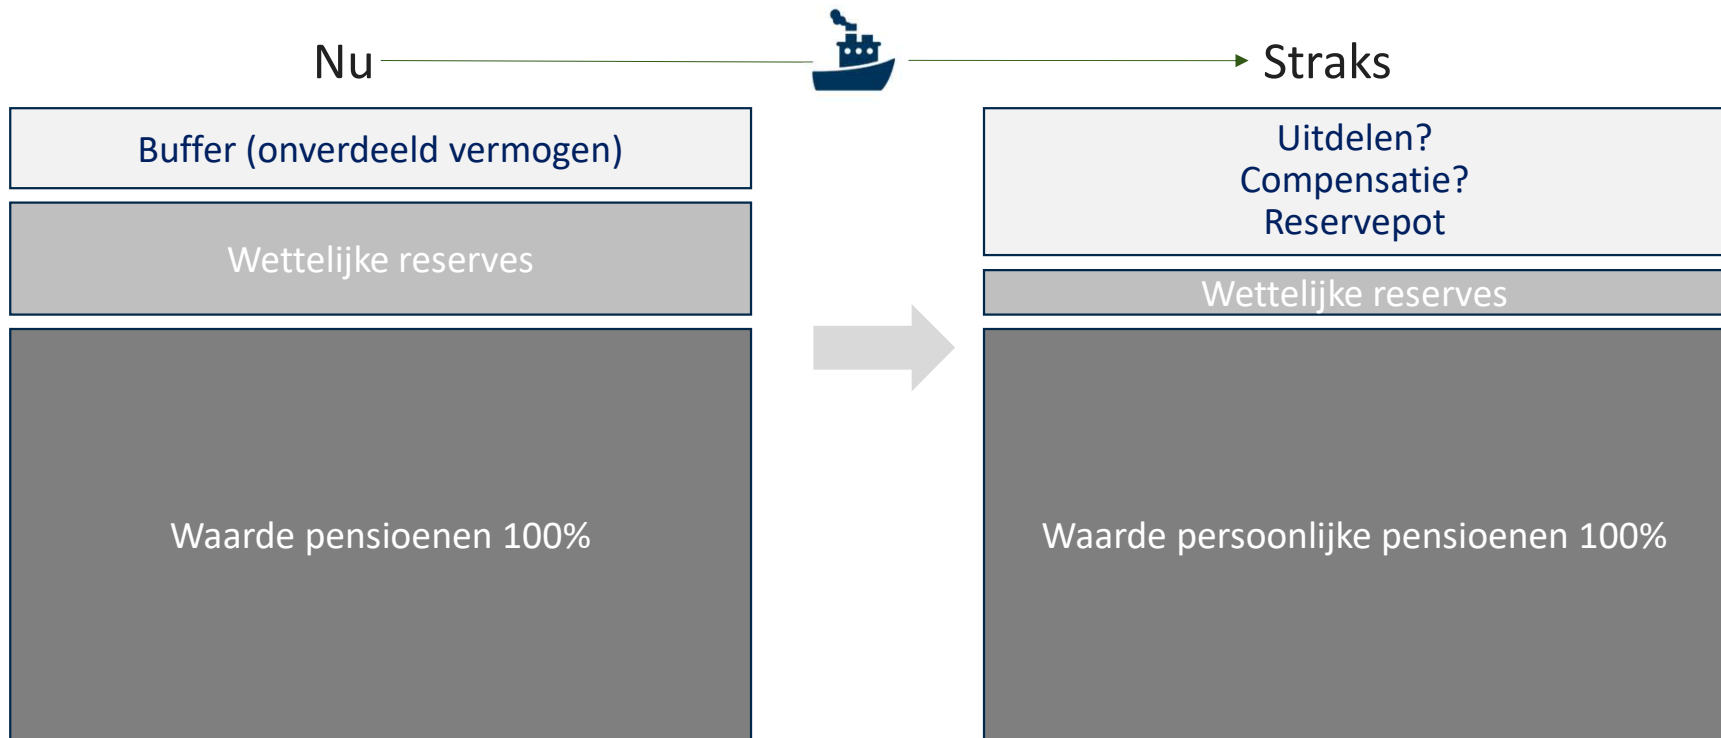 Nu
Straks
Buffer (onverdeeld vermogen)
Wettelijke reserves
Waarde pensioenen 100%
Uitdelen?
Compensatie?
Reservepot
Wettelijke reserves
Waarde persoonlijke pensioenen 100%